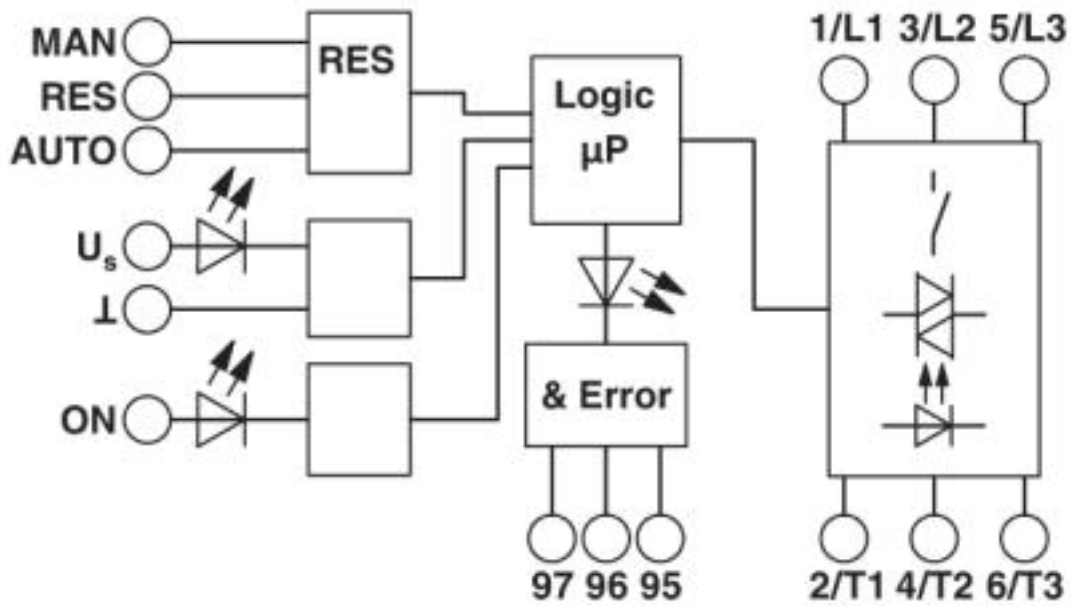 MAN
RES
AUTO
U_s
⊥
ON
RES
Logic
µP
& Error
97 96 95
1/L1 3/L2 5/L3
2/T1 4/T2 6/T3